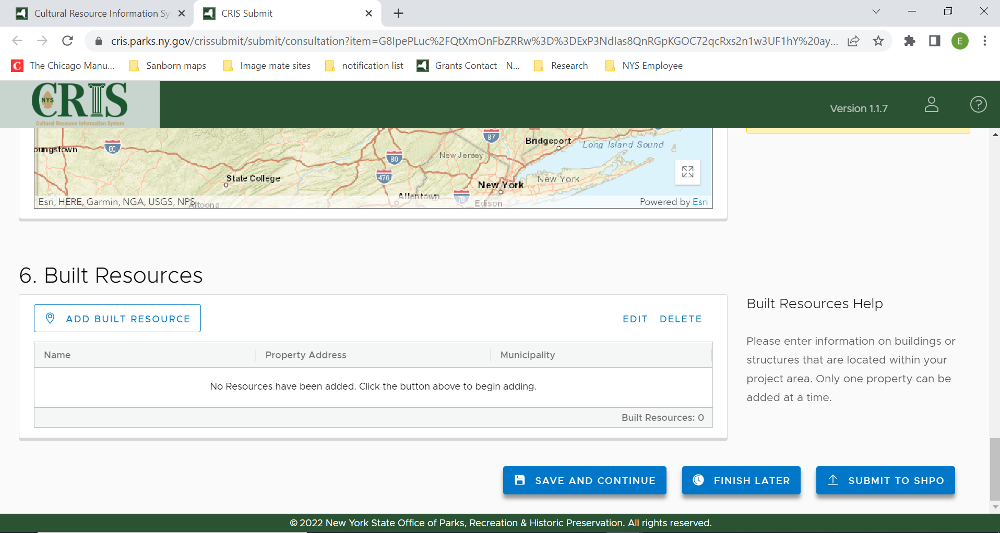 Cultural Resource Information Sy
CRIS Submit
cris.parks.ny.gov/crissubmit/submit/consultation?item=G8IpePLuc%2FQtXmOnFbZRRw%3D%3DExP3NdIas8QnRGpKGOC72qcRxs2n1w3UF1hY%20ay...
E
C The Chicago Manu...
Sanborn maps
Image mate sites
notification list
Grants Contact - N...
Research
NYS Employee
NYS
CRIS
Cultural Resource Information System
Version 1.1.7
?
87
Bridgeport
Long Island Sound
oungstown
80
80
New Jersey
State College
476
New York
New York
Allentown
78
Edison
Altoona
Esri, HERE, Garmin, NGA, USGS, NPS
Powered by Esri
6. Built Resources
ADD BUILT RESOURCE
EDIT
DELETE
Name
Property Address
Municipality
No Resources have been added. Click the button above to begin adding.
Built Resources: 0
Built Resources Help
Please enter information on buildings or
structures that are located within your
project area. Only one property can be
added at a time.
SAVE AND CONTINUE
FINISH LATER
SUBMIT TO SHPO
© 2022 New York State Office of Parks, Recreation & Historic Preservation. All rights reserved.